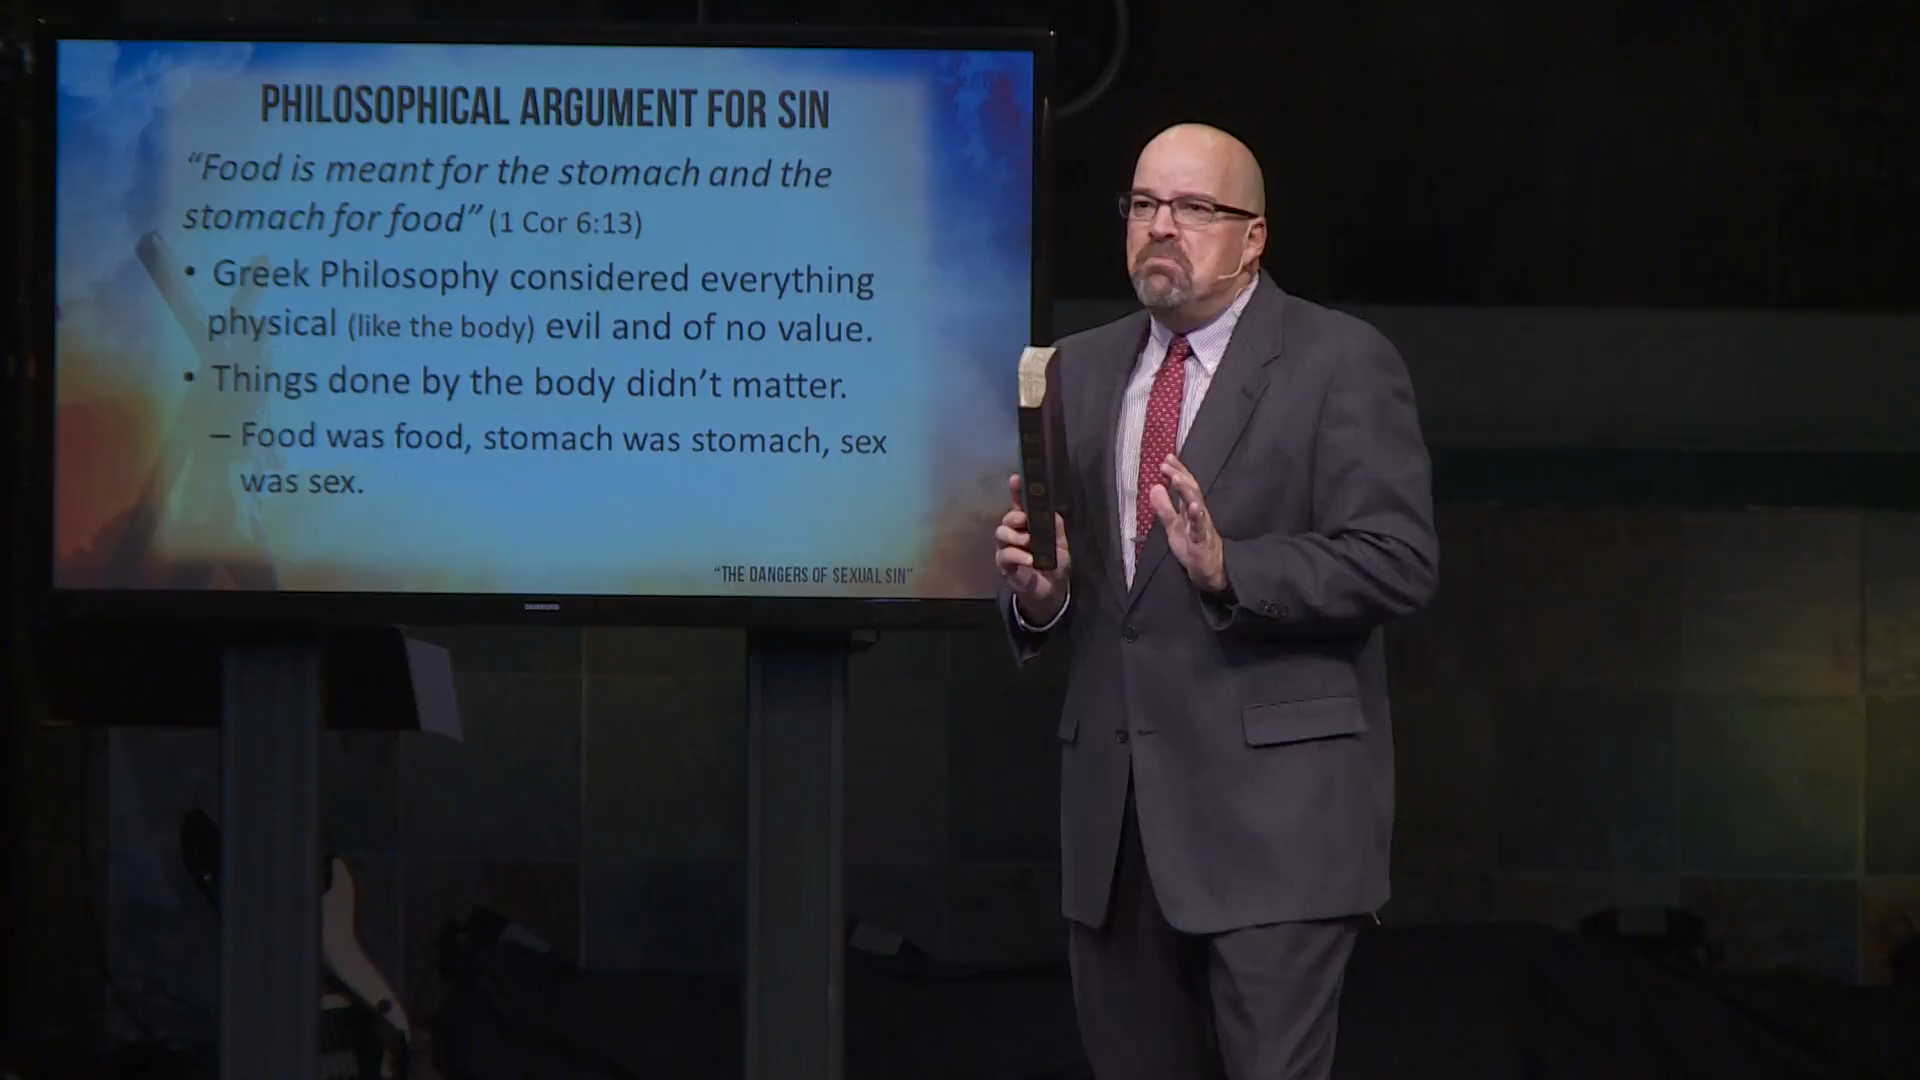 PHILOSOPHICAL ARGUMENT FOR SIN
“Food is meant for the stomach and the
stomach for food” (1 Cor 6:13)
• Greek Philosophy considered everything
physical (like the body) evil and of no value.
• Things done by the body didn’t matter.
– Food was food, stomach was stomach, sex
was sex.
“THE DANGERS OF SEXUAL SIN”
SAMSUNG